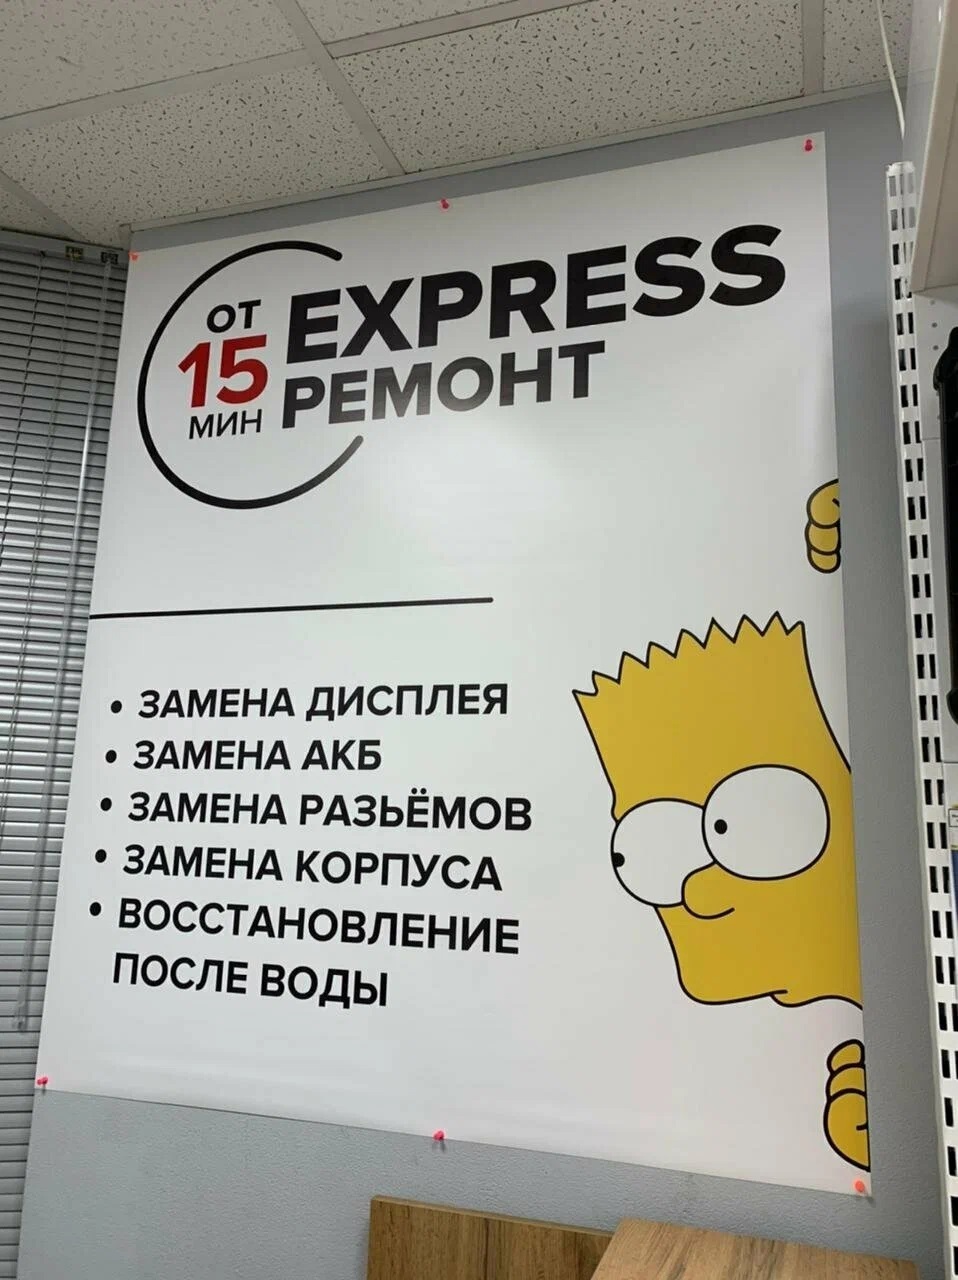 ОТ
15
МИН
EXPRESS
РЕМОНТ
• ЗАМЕНА ДИСПЛЕЯ
• ЗАМЕНА АКБ
• ЗАМЕНА РАЗЬЁМОВ
• ЗАМЕНА КОРПУСА
• ВОССТАНОВЛЕНИЕ
ПОСЛЕ ВОДЫ